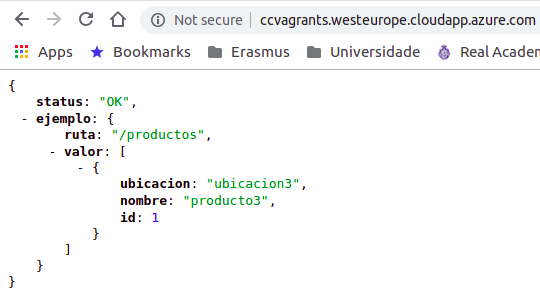 Not secure ccvagrants.westeurope.cloudapp.azure.com
Apps Bookmarks Erasmus Universidade Real Academ
{
status: "OK",
- ejemplo: {
ruta: "/productos",
- valor: [
- {
ubicacion: "ubicacion3",
nombre: "producto3",
id: 1
}
]
}
}